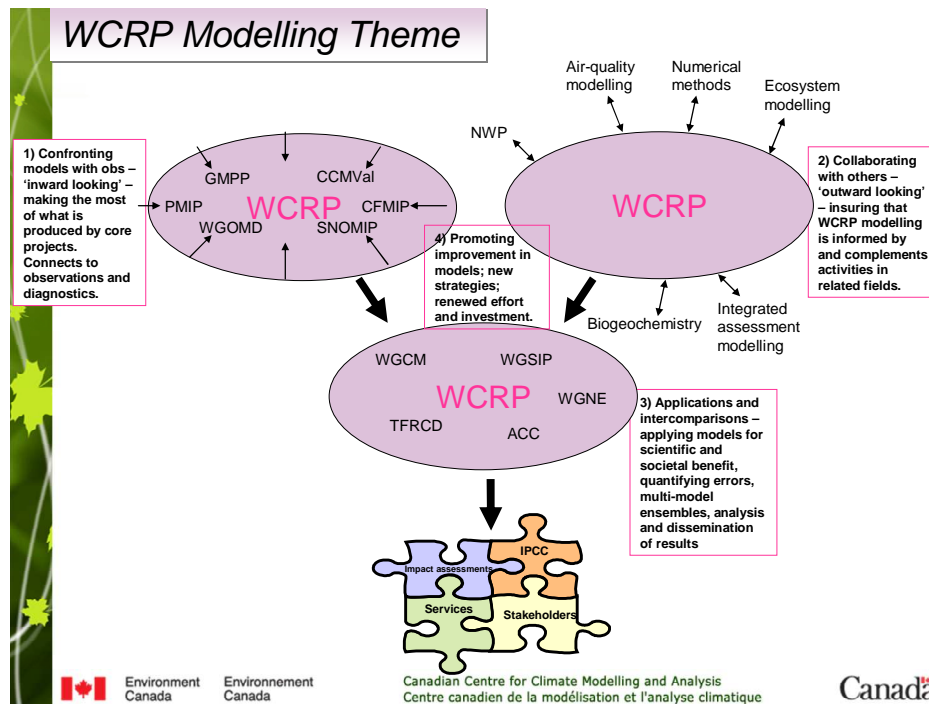 WCRP Modelling Theme
1) Confronting
models with obs –
'inward looking' –
making the most
of what is
produced by core
projects.
Connects to
observations and
diagnostics.
GMPP
CCMVal
PMIP
WCRP
CFMIP
WGOMD
SNOMIP
Air-quality
modelling
Numerical
methods
Ecosystem
modelling
NWP
WCRP
Biogeochemistry
Integrated
assessment
modelling
2) Collaborating
with others –
'outward looking'
– insuring that
WCRP modelling
is informed by
and complements
activities in
related fields.
4) Promoting
improvement in
models; new
strategies;
renewed effort
and investment.
WGCM
WGSIP
WCRP
WGNE
TFRCD
ACC
3) Applications and
intercomparisons –
applying models for
scientific and
societal benefit,
quantifying errors,
multi-model
ensembles, analysis
and dissemination
of results
Impact assessments
IPCC
Services
Stakeholders
Environment
Canada
Environnement
Canada
Canadian Centre for Climate Modelling and Analysis
Centre canadien de la modélisation et l'analyse climatique
Canada